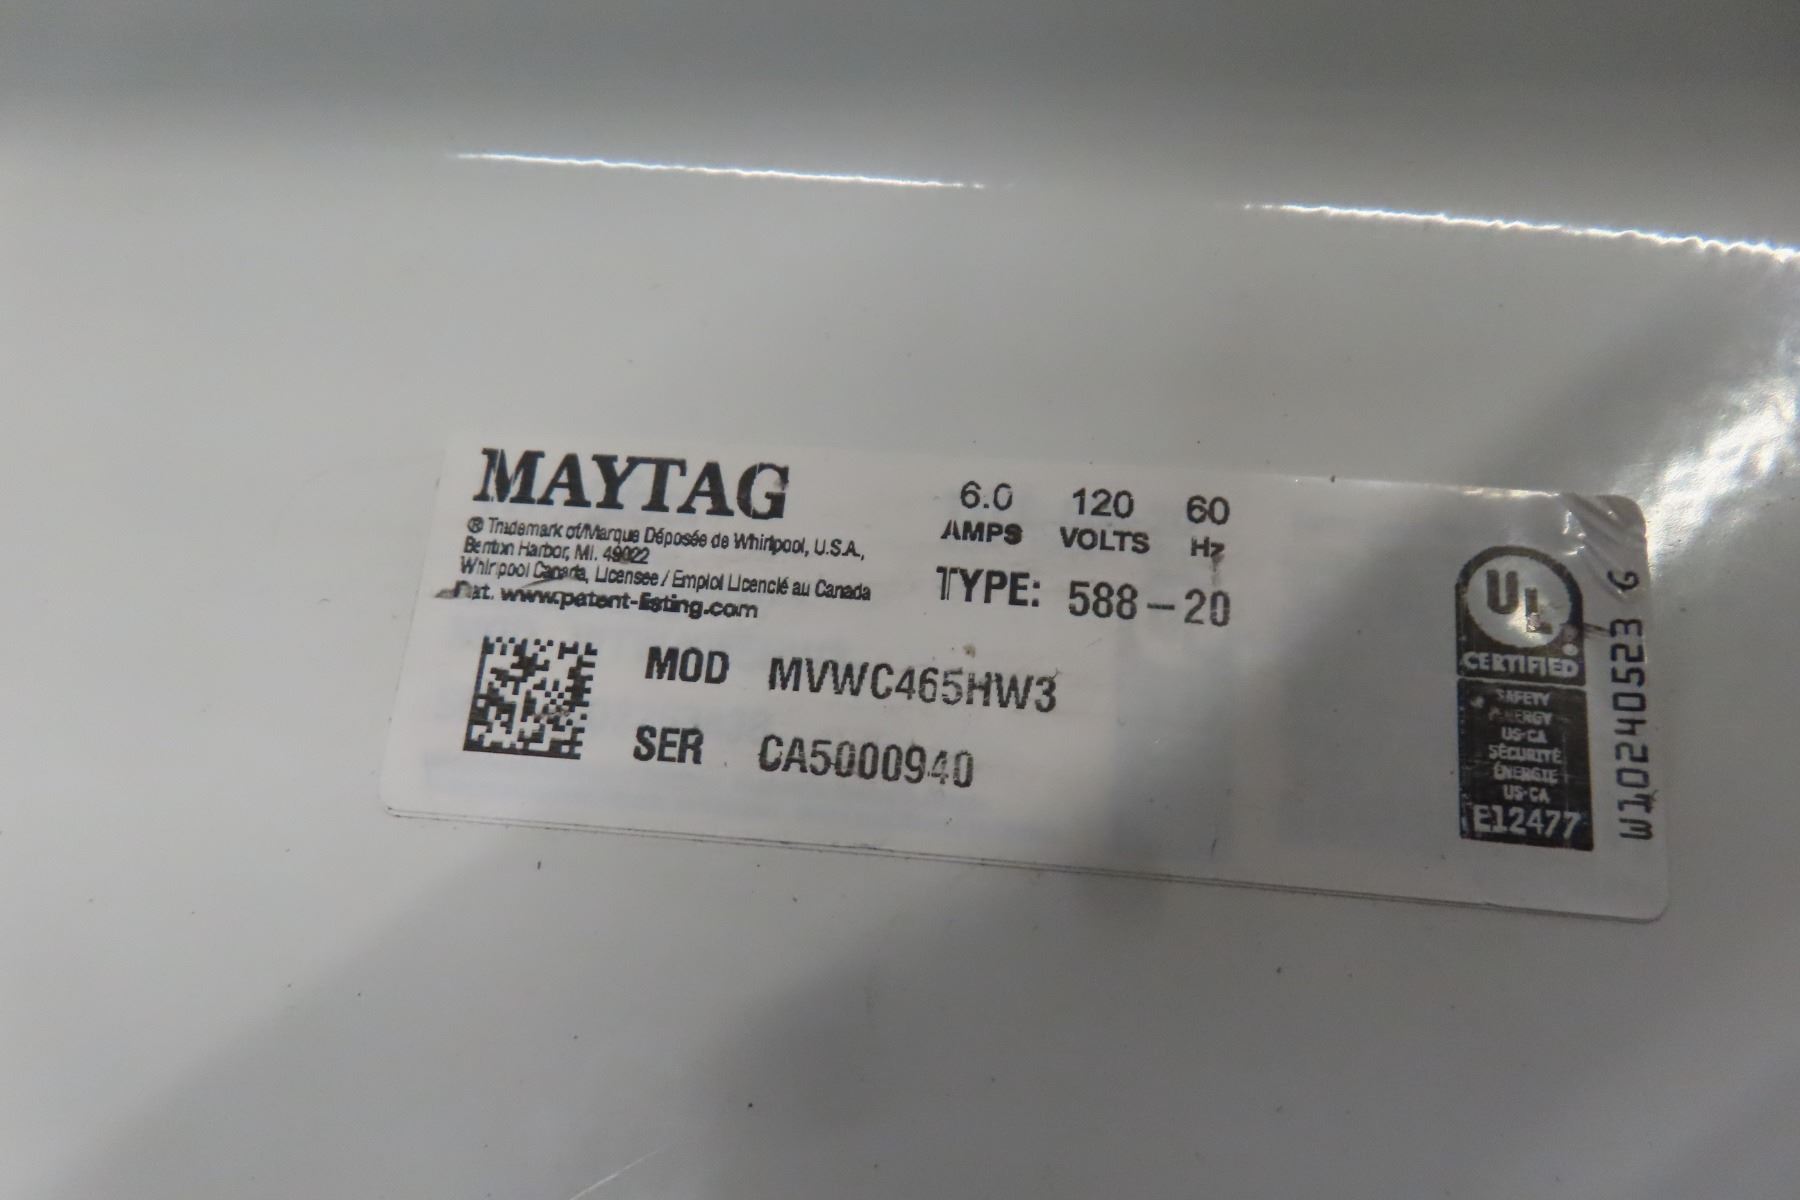 MAYTAG
® Trademark of/Marque Déposée de Whirlpool, U.S.A.,
Benton Harbor, MI. 49022
Whirlpool Canada, Licensee / Emploi Licencié au Canada
Pat. www.patent-listing.com
6.0 120 60
AMPS VOLTS Hz
TYPE: 588-20
MOD MVWC465HW3
SER CA5000940
UL®
CERTIFIED
SAFETY
ENERGY
US-CA
SÉCURITÉ
ÉNERGIE
US-CA
E12477
W10240523 G